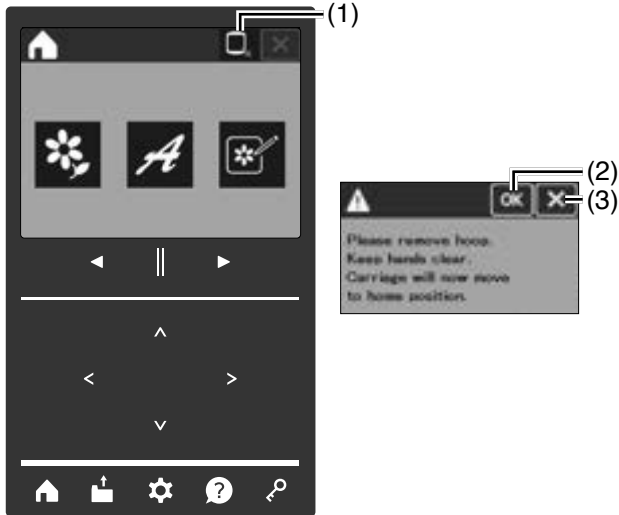 (1)
A
(2)
OK
(3)
Please remove hoop.
Keep hands clear.
Carriage will now move
to home position.
?